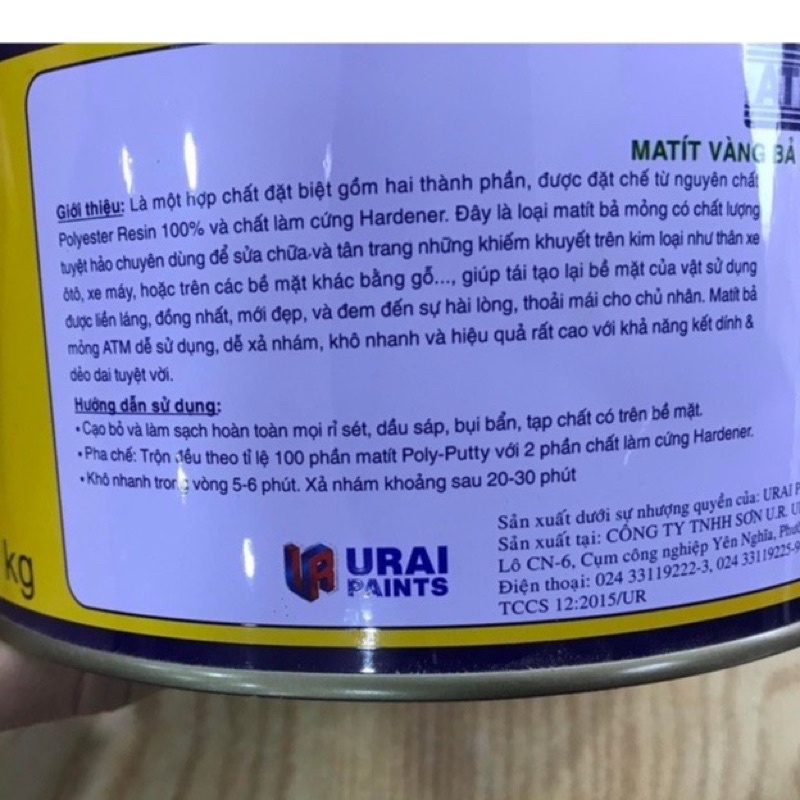 MATÍT VÀNG BẢ
Giới thiệu: Là một hợp chất đặt biệt gồm hai thành phần, được đặt chế từ nguyên chất
Polyester Resin 100% và chất làm cứng Hardener. Đây là loại matít bả mỏng có chất lượng
tuyệt hảo chuyên dùng để sửa chữa và tân trang những khiếm khuyết trên kim loại như thân xe
ôtô, xe máy, hoặc trên các bề mặt khác bằng gỗ..., giúp tái tạo lại bề mặt của vật sử dụng
được liền láng, đồng nhất, mới đẹp, và đem đến sự hài lòng, thoải mái cho chủ nhân. Matít bả
mỏng ATM dễ sử dụng, dễ xả nhám, khô nhanh và hiệu quả rất cao với khả năng kết dính &
dẻo dai tuyệt vời.
Hướng dẫn sử dụng:
•Cạo bỏ và làm sạch hoàn toàn mọi rỉ sét, dầu sáp, bụi bẩn, tạp chất có trên bề mặt.
•Pha chế: Trộn đều theo tỉ lệ 100 phần matít Poly-Putty với 2 phần chất làm cứng Hardener.
•Khô nhanh trong vòng 5-6 phút. Xả nhám khoảng sau 20-30 phút
kg
URAI
PAINTS
Sản xuất dưới sự nhượng quyền của: URAI P
Sản xuất tại: CÔNG TY TNHH SƠN U.R. U
Lô CN-6, Cụm công nghiệp Yên Nghĩa, Phườ
Điện thoại: 024 33119222-3, 024 33119225-9
TCCS 12:2015/UR